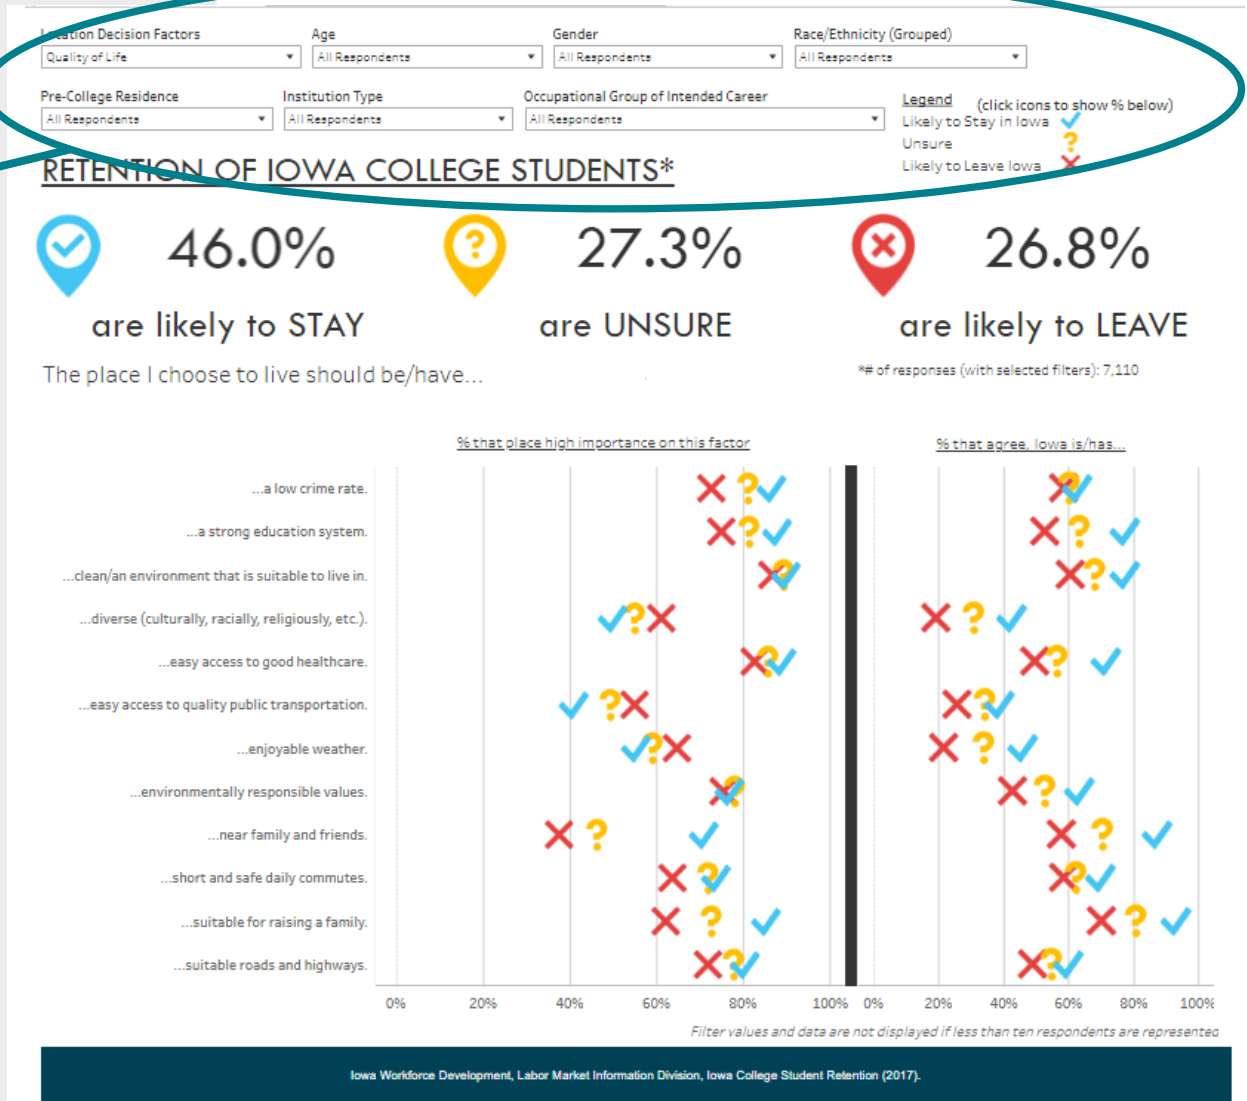 Location Decision Factors Age Gender Race/Ethnicity (Grouped)
Quality of Life All Respondents All Respondents All Respondents
Pre-College Residence Institution Type Occupational Group of Intended Career
All Respondents All Respondents All Respondents
Legend (click icons to show % below)
Likely to Stay in Iowa
Unsure ?
Likely to Leave Iowa
RETENTION OF IOWA COLLEGE STUDENTS*
46.0% ? 27.3% 26.8%
are likely to STAY are UNSURE are likely to LEAVE
The place I choose to live should be/have...
*# of responses (with selected filters): 7,110
% that place high importance on this factor % that agree, Iowa is/has...
...a low crime rate.
...a strong education system.
...clean/an environment that is suitable to live in.
...diverse (culturally, racially, religiously, etc.).
...easy access to good healthcare.
...easy access to quality public transportation.
...enjoyable weather.
...environmentally responsible values.
...near family and friends.
...short and safe daily commutes.
...suitable for raising a family.
...suitable roads and highways.
0% 20% 40% 60% 80% 100% 0% 20% 40% 60% 80% 100%
Filter values and data are not displayed if less than ten respondents are represented
Iowa Workforce Development, Labor Market Information Division, Iowa College Student Retention (2017).